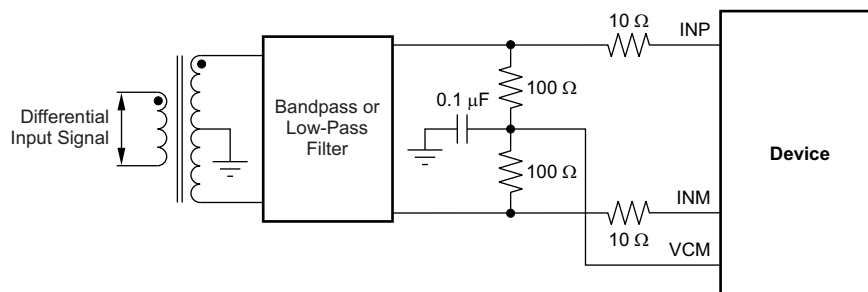 10 Ω
INP
100 Ω
0.1 μF
Differential
Input Signal
Bandpass or
Low-Pass
Filter
Device
100 Ω
INM
10 Ω
VCM